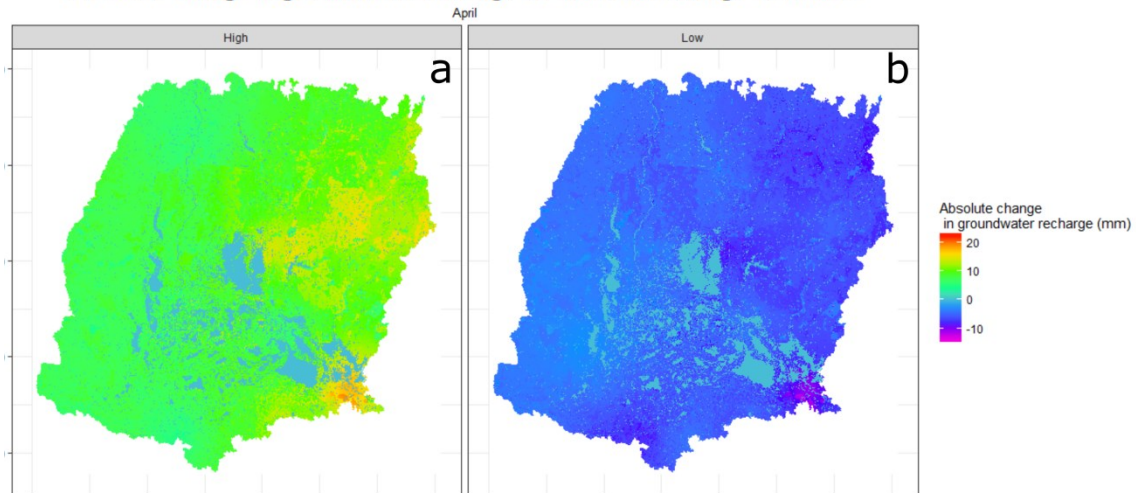 April
High
Low
a
b
Absolute change
in groundwater recharge (mm)
20
10
0
-10